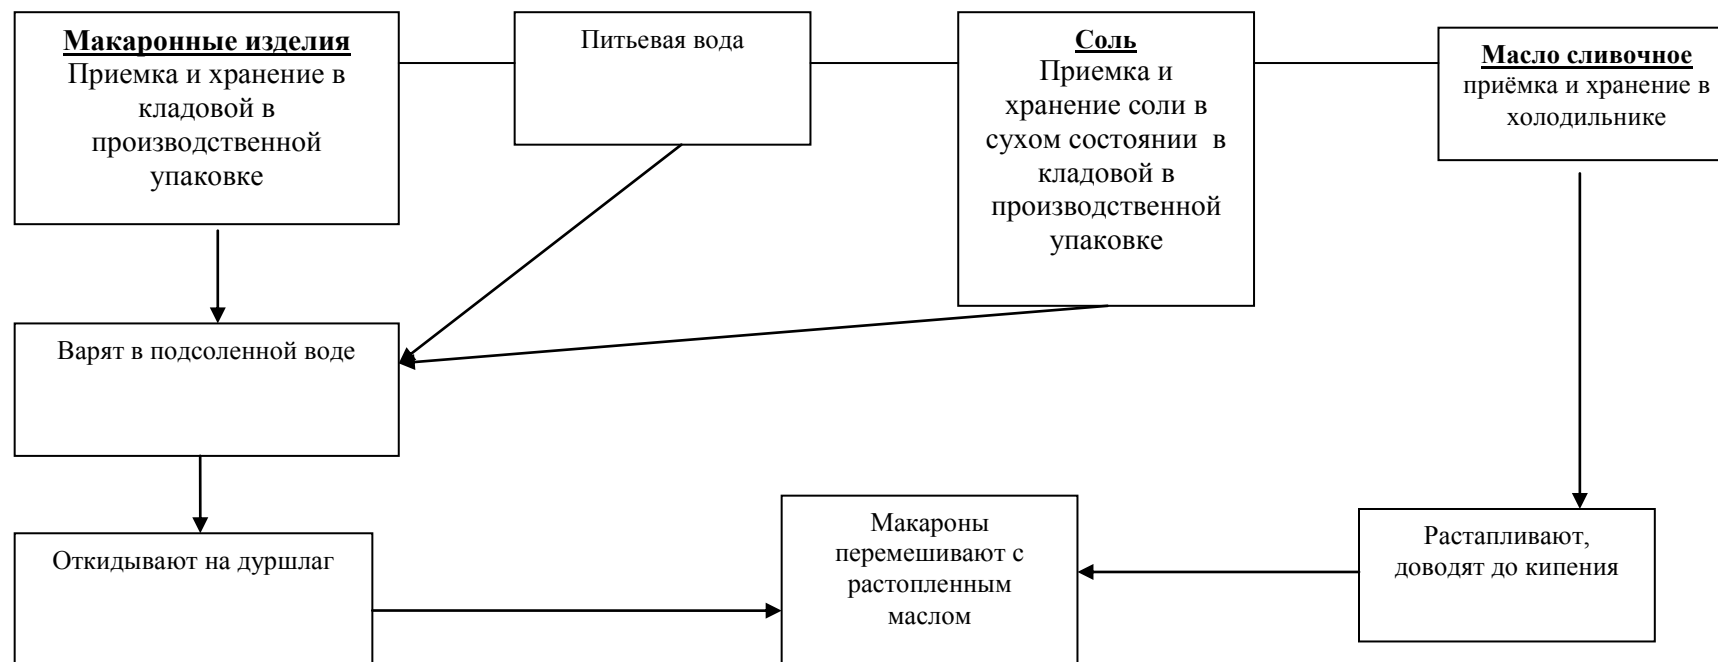 Макаронные изделия
Приемка и хранение в
кладовой в
производственной
упаковке
Питьевая вода
Соль
Приемка и
хранение соли в
сухом состоянии  в
кладовой в
производственной
упаковке
Масло сливочное
приёмка и хранение в
холодильнике
Варят в подсоленной воде
Откидывают на дуршлаг
Макароны
перемешивают с
растопленным
маслом
Растапливают,
доводят до кипения